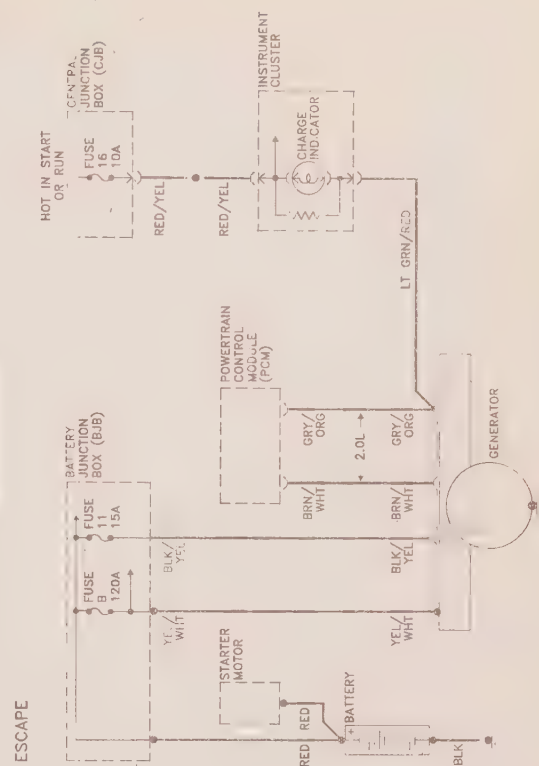 ESCAPE
HOT IN START
OR RUN
CENTRAL
JUNCTION
BOX (CJB)
FUSE
16
10A
RED/YEL
RED/YEL
INSTRUMENT
CLUSTER
CHARGE
INDICATOR
LT GRN/RED
POWERTRAIN
CONTROL
MODULE
(PCM)
GRY/
ORG
BRN/
WHT
2.0L
GRY/
ORG
BRN/
WHT
GENERATOR
BATTERY
JUNCTION
BOX (BJB)
FUSE
11
15A
FUSE
B
120A
BLK/
YEL
YEL/
WHT
BLK/
YEL
YEL/
WHT
STARTER
MOTOR
RED
RED
+ BATTERY
-
BLK